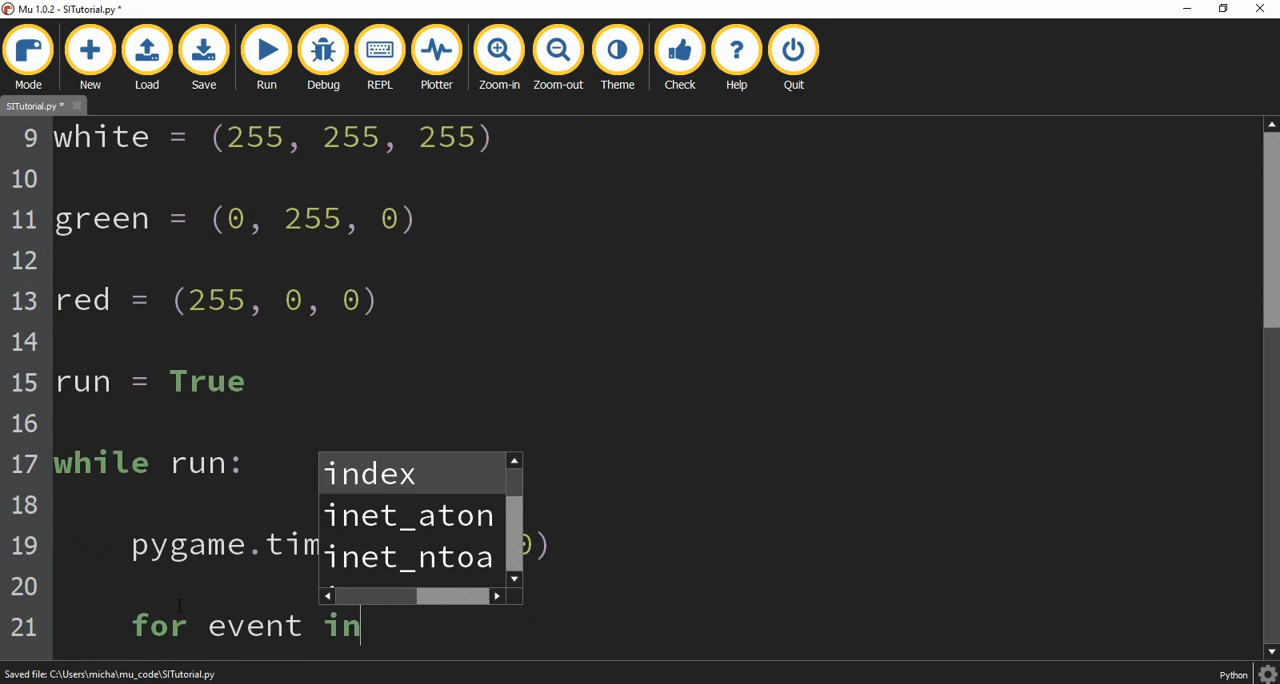 Mu 1.0.2 - SITutorial.py *
Mode New Load Save Run Debug REPL Plotter Zoom-in Zoom-out Theme Check Help Quit
SITutorial.py *
9 white = (255, 255, 255)
10
11 green = (0, 255, 0)
12
13 red = (255, 0, 0)
14
15 run = True
16
17 while run:
index
18
inet_aton
19 pygame.tim 0)
inet_ntoa
20
21 for event in
Saved file: C:\Users\micha\mu_code\SITutorial.py
Python